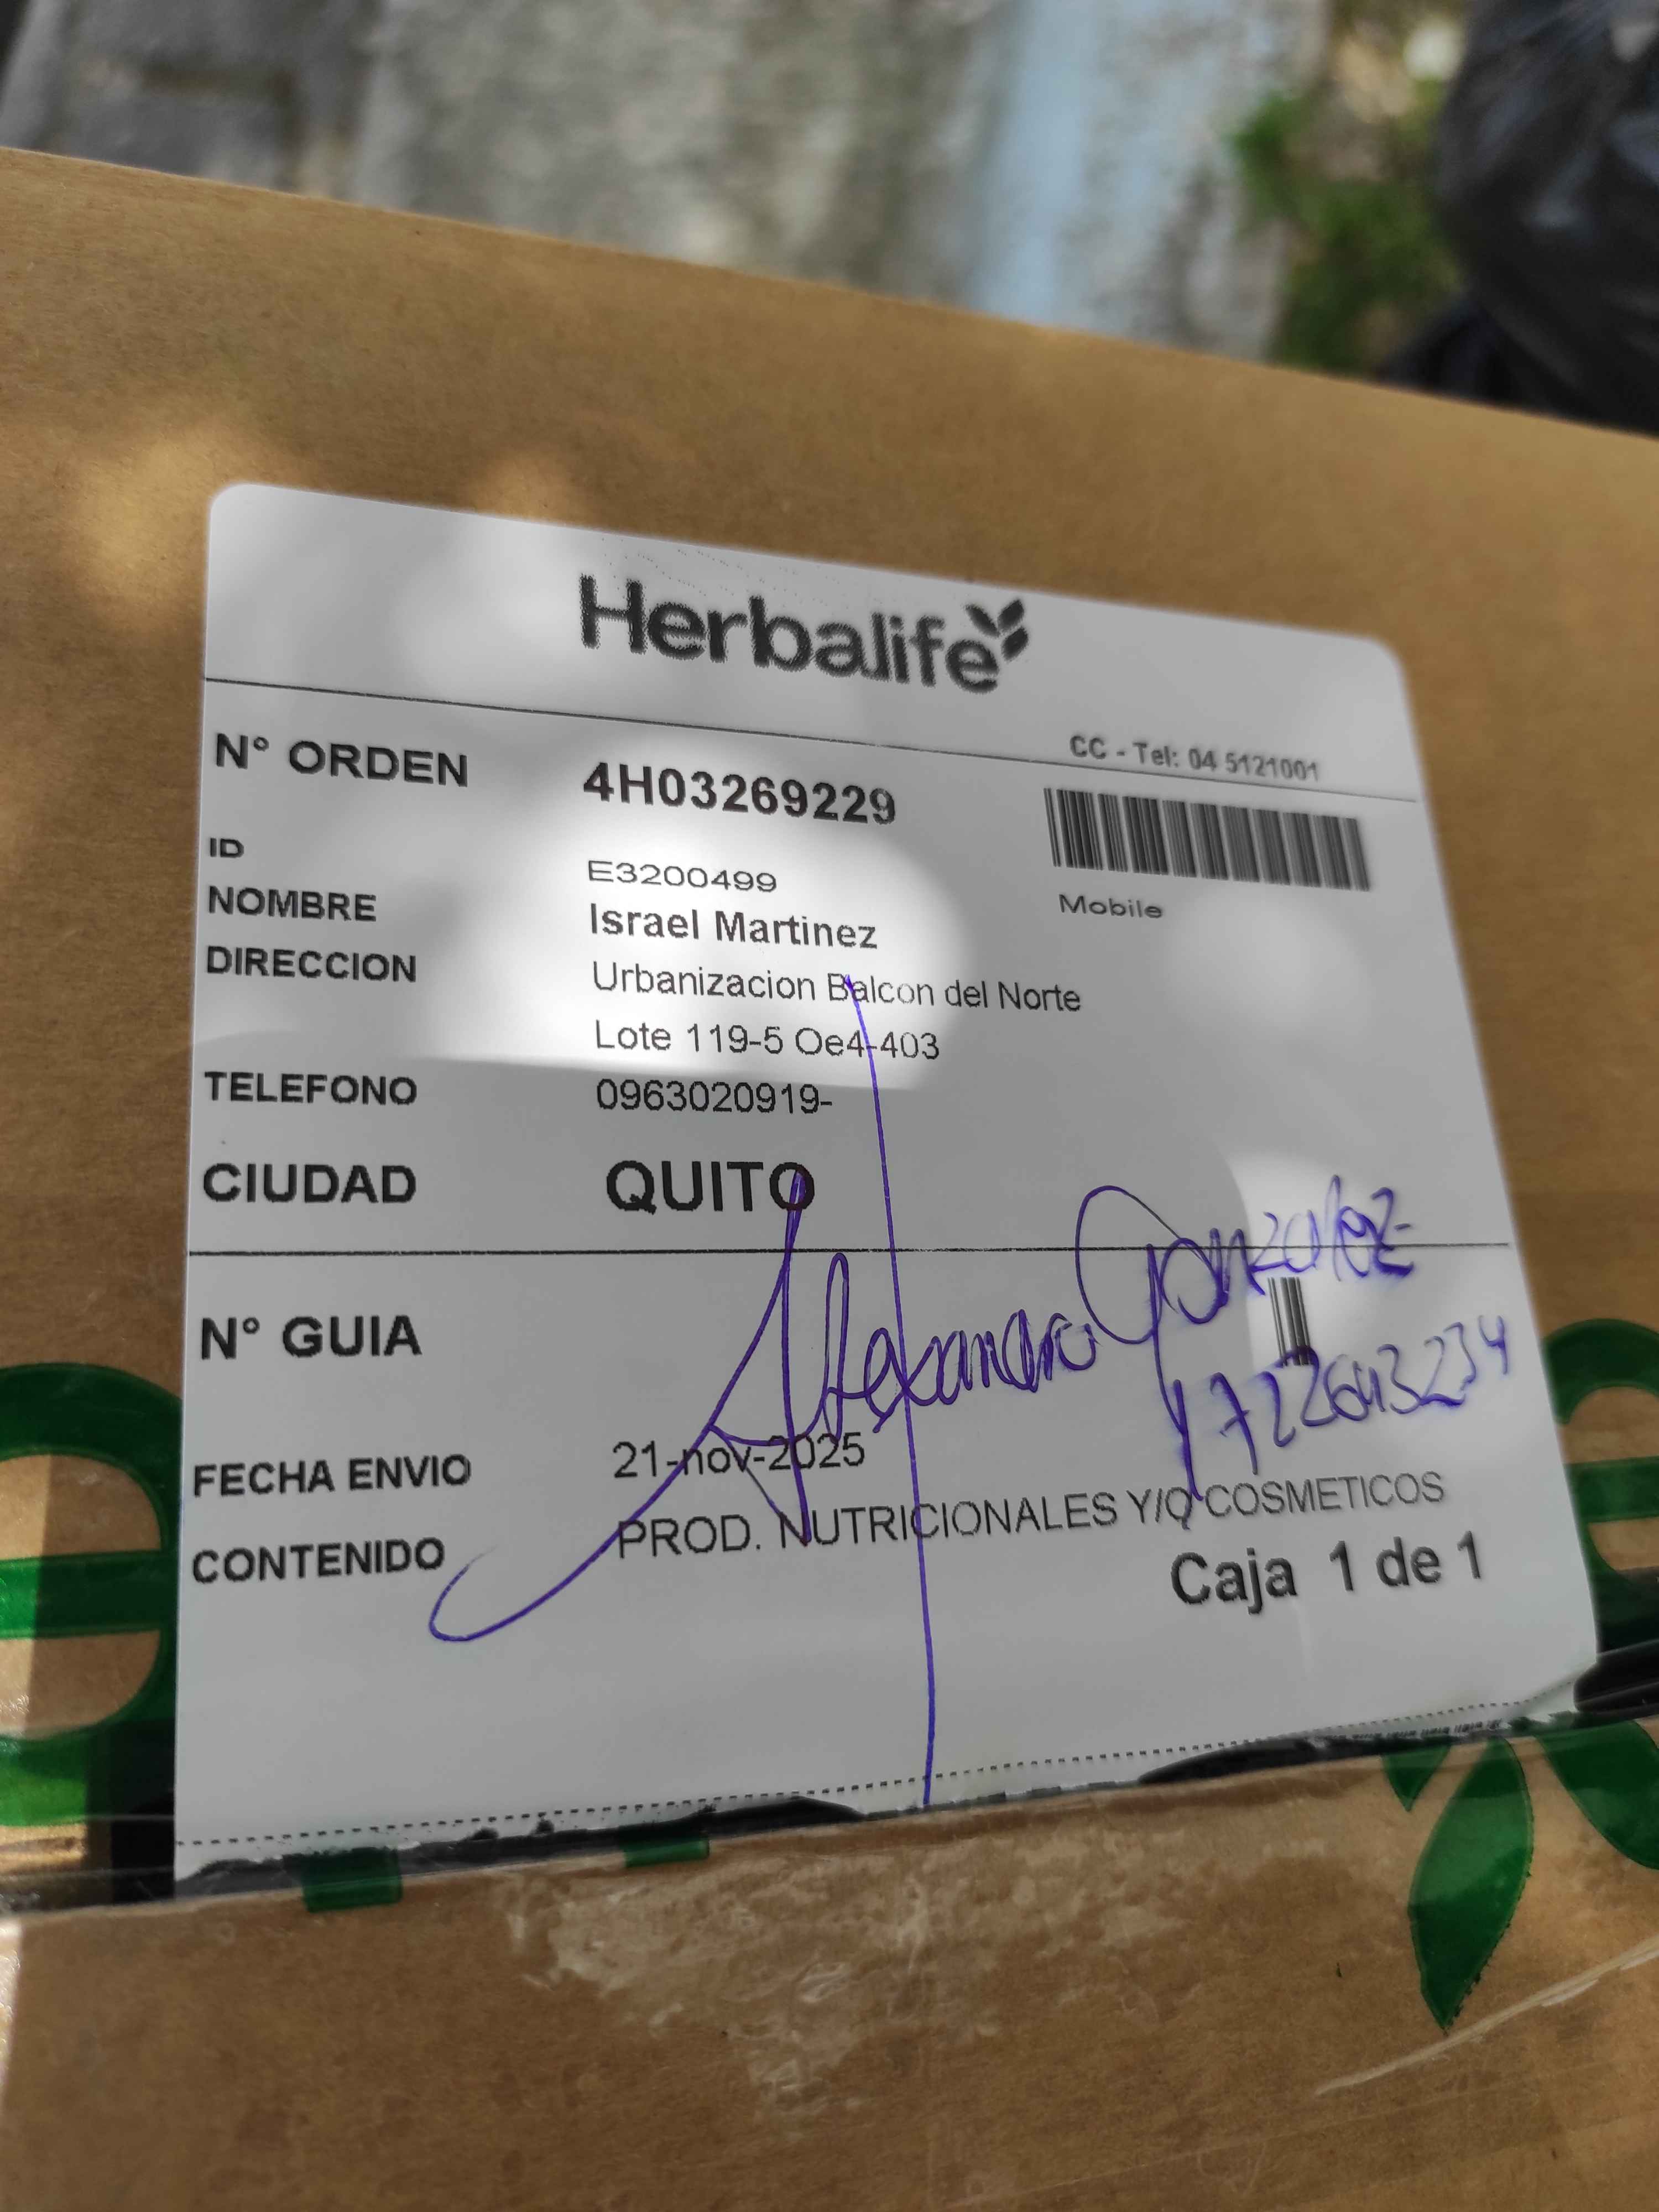 Herbalife
CC - Tel: 04 5121001
N° ORDEN 4H03269229
Mobile
ID E3200499
NOMBRE Israel Martinez
DIRECCION Urbanizacion Balcon del Norte
Lote 119-5 Oe4-403
TELEFONO 0963020919-
CIUDAD QUITO
N° GUIA
Alexandra Gonzalez
1722643234
FECHA ENVIO 21-nov-2025
CONTENIDO PROD. NUTRICIONALES Y/O COSMETICOS
Caja 1 de 1